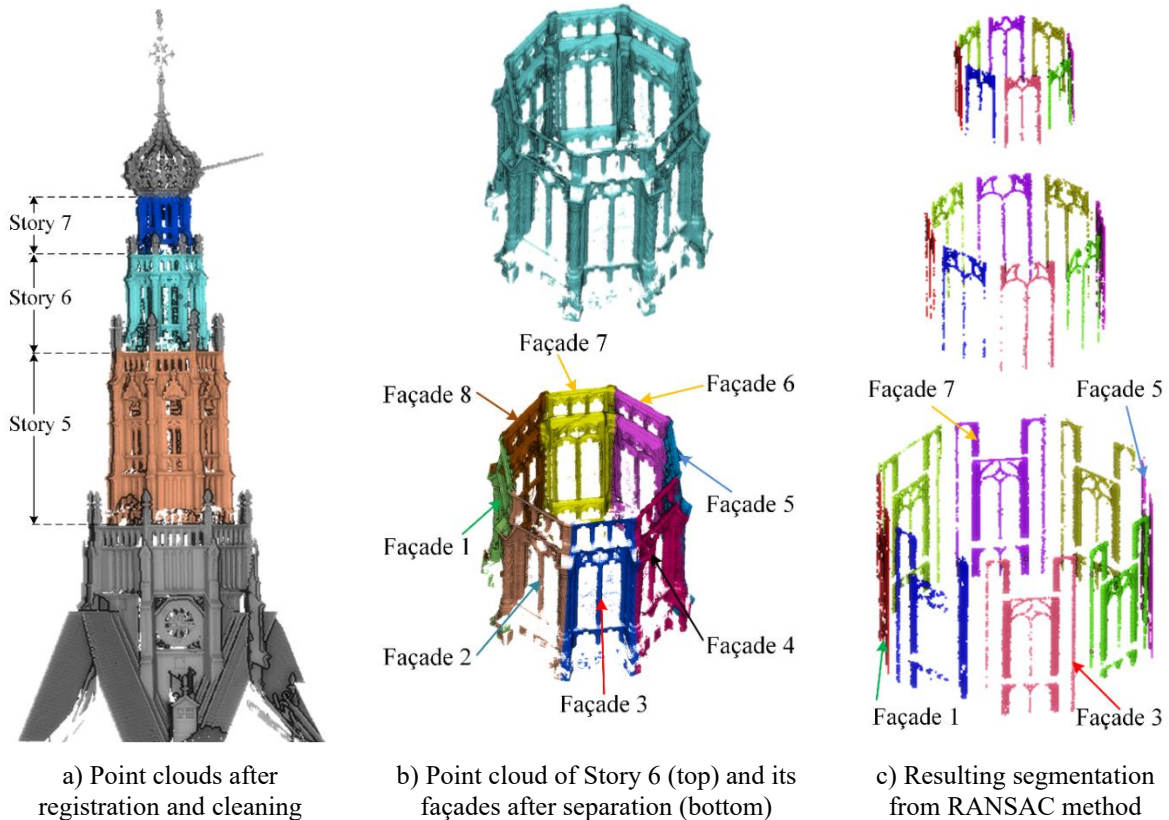 Story 7
Story 6
Story 5
Façade 7
Façade 8
Façade 6
Façade 5
Façade 1
Façade 2
Façade 4
Façade 3
Façade 7
Façade 5
Façade 1
Façade 3
a) Point clouds after
registration and cleaning
b) Point cloud of Story 6 (top) and its
façades after separation (bottom)
c) Resulting segmentation
from RANSAC method